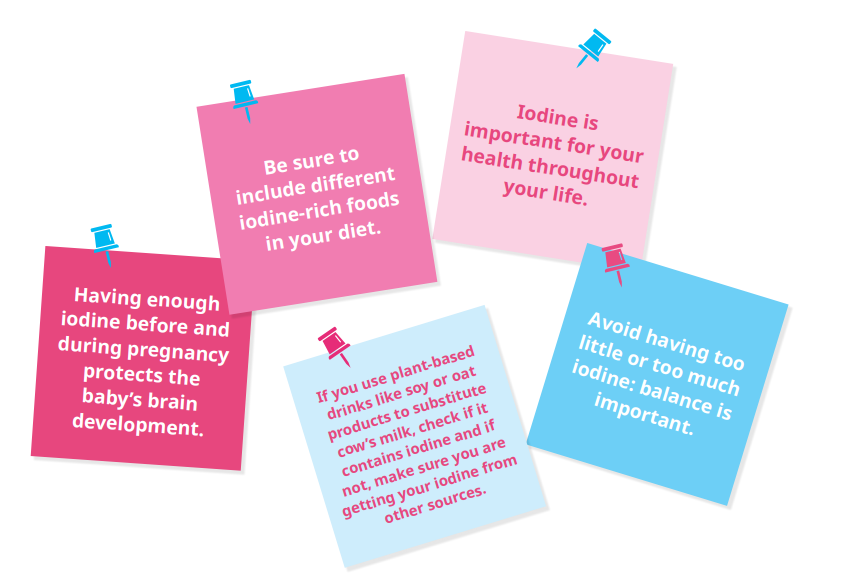 Iodine is
important for your
health throughout
your life.
Be sure to
include different
iodine-rich foods
in your diet.
Having enough
iodine before and
during pregnancy
protects the
baby’s brain
development.
If you use plant-based
drinks like soy or oat
products to substitute
cow’s milk, check if it
contains iodine and if
not, make sure you are
getting your iodine from
other sources.
Avoid having too
little or too much
iodine: balance is
important.